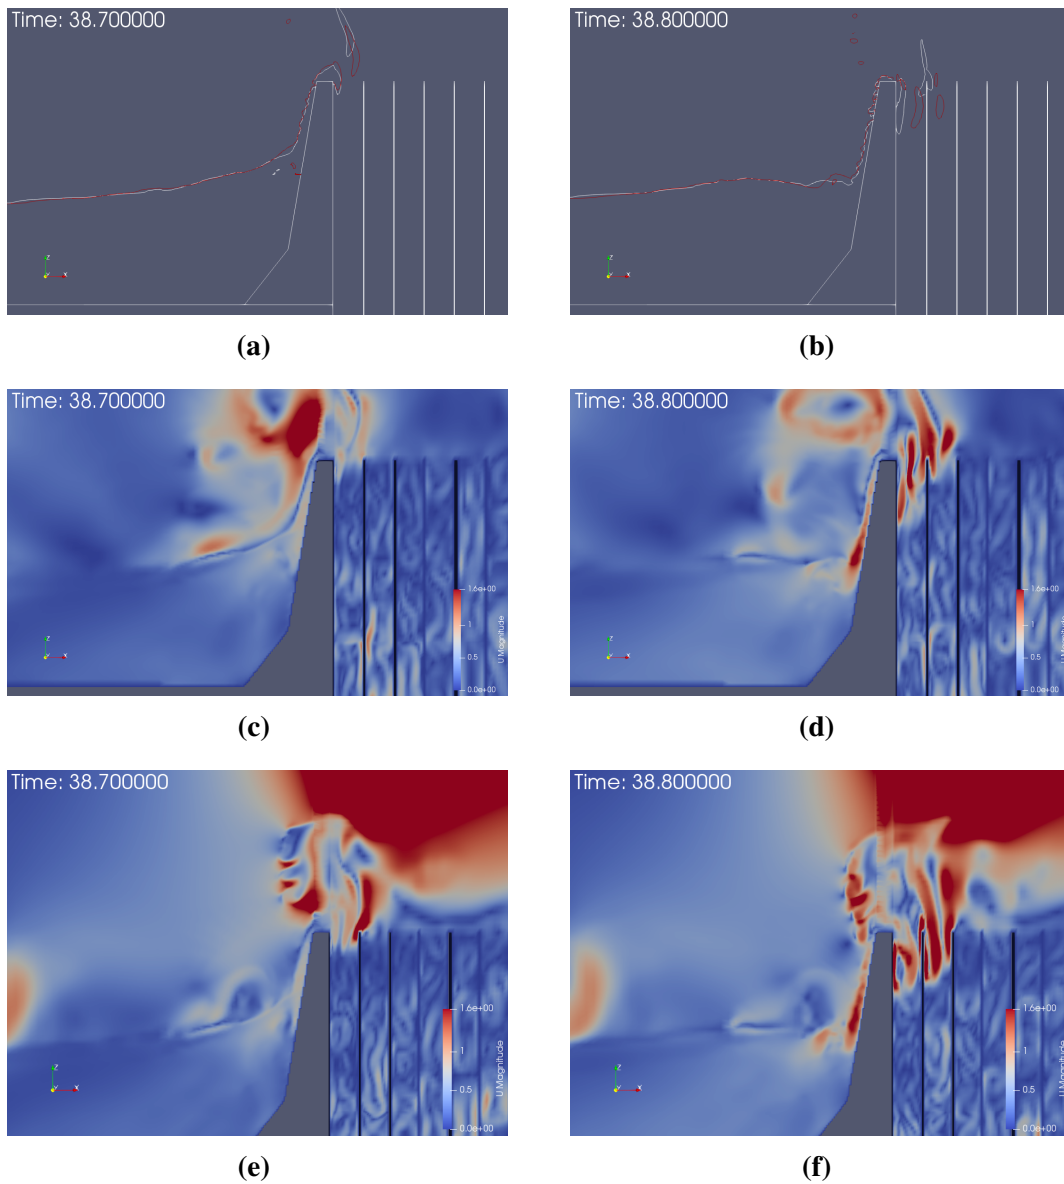 Time: 38.700000
Time: 38.800000
Z
Y
X
Z
Y
X
(a)
(b)
Time: 38.700000
Time: 38.800000
1.6e+00
1
0.5
0.0e+00
U Magnitude
Z
Y
X
1.6e+00
1
0.5
0.0e+00
U Magnitude
Z
Y
X
(c)
(d)
Time: 38.700000
Time: 38.800000
1.6e+00
1
0.5
0.0e+00
U Magnitude
Z
Y
X
1.6e+00
1
0.5
0.0e+00
U Magnitude
Z
Y
X
(e)
(f)